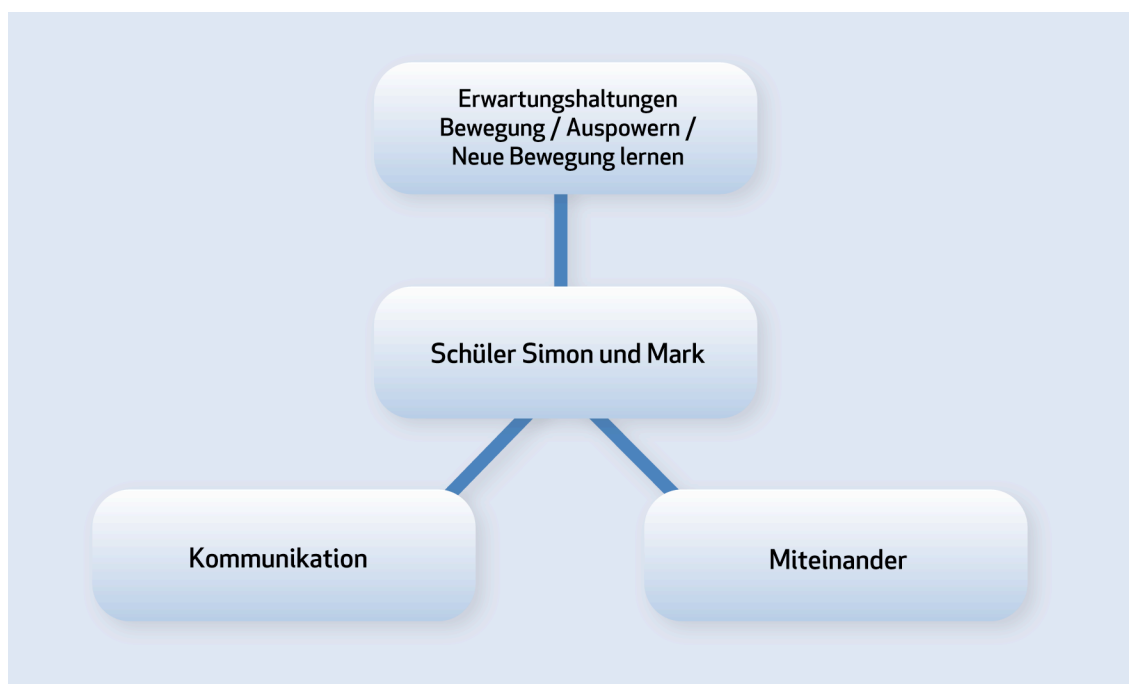 Erwartungshaltungen
Bewegung / Auspowern /
Neue Bewegung lernen
Schüler Simon und Mark
Kommunikation
Miteinander